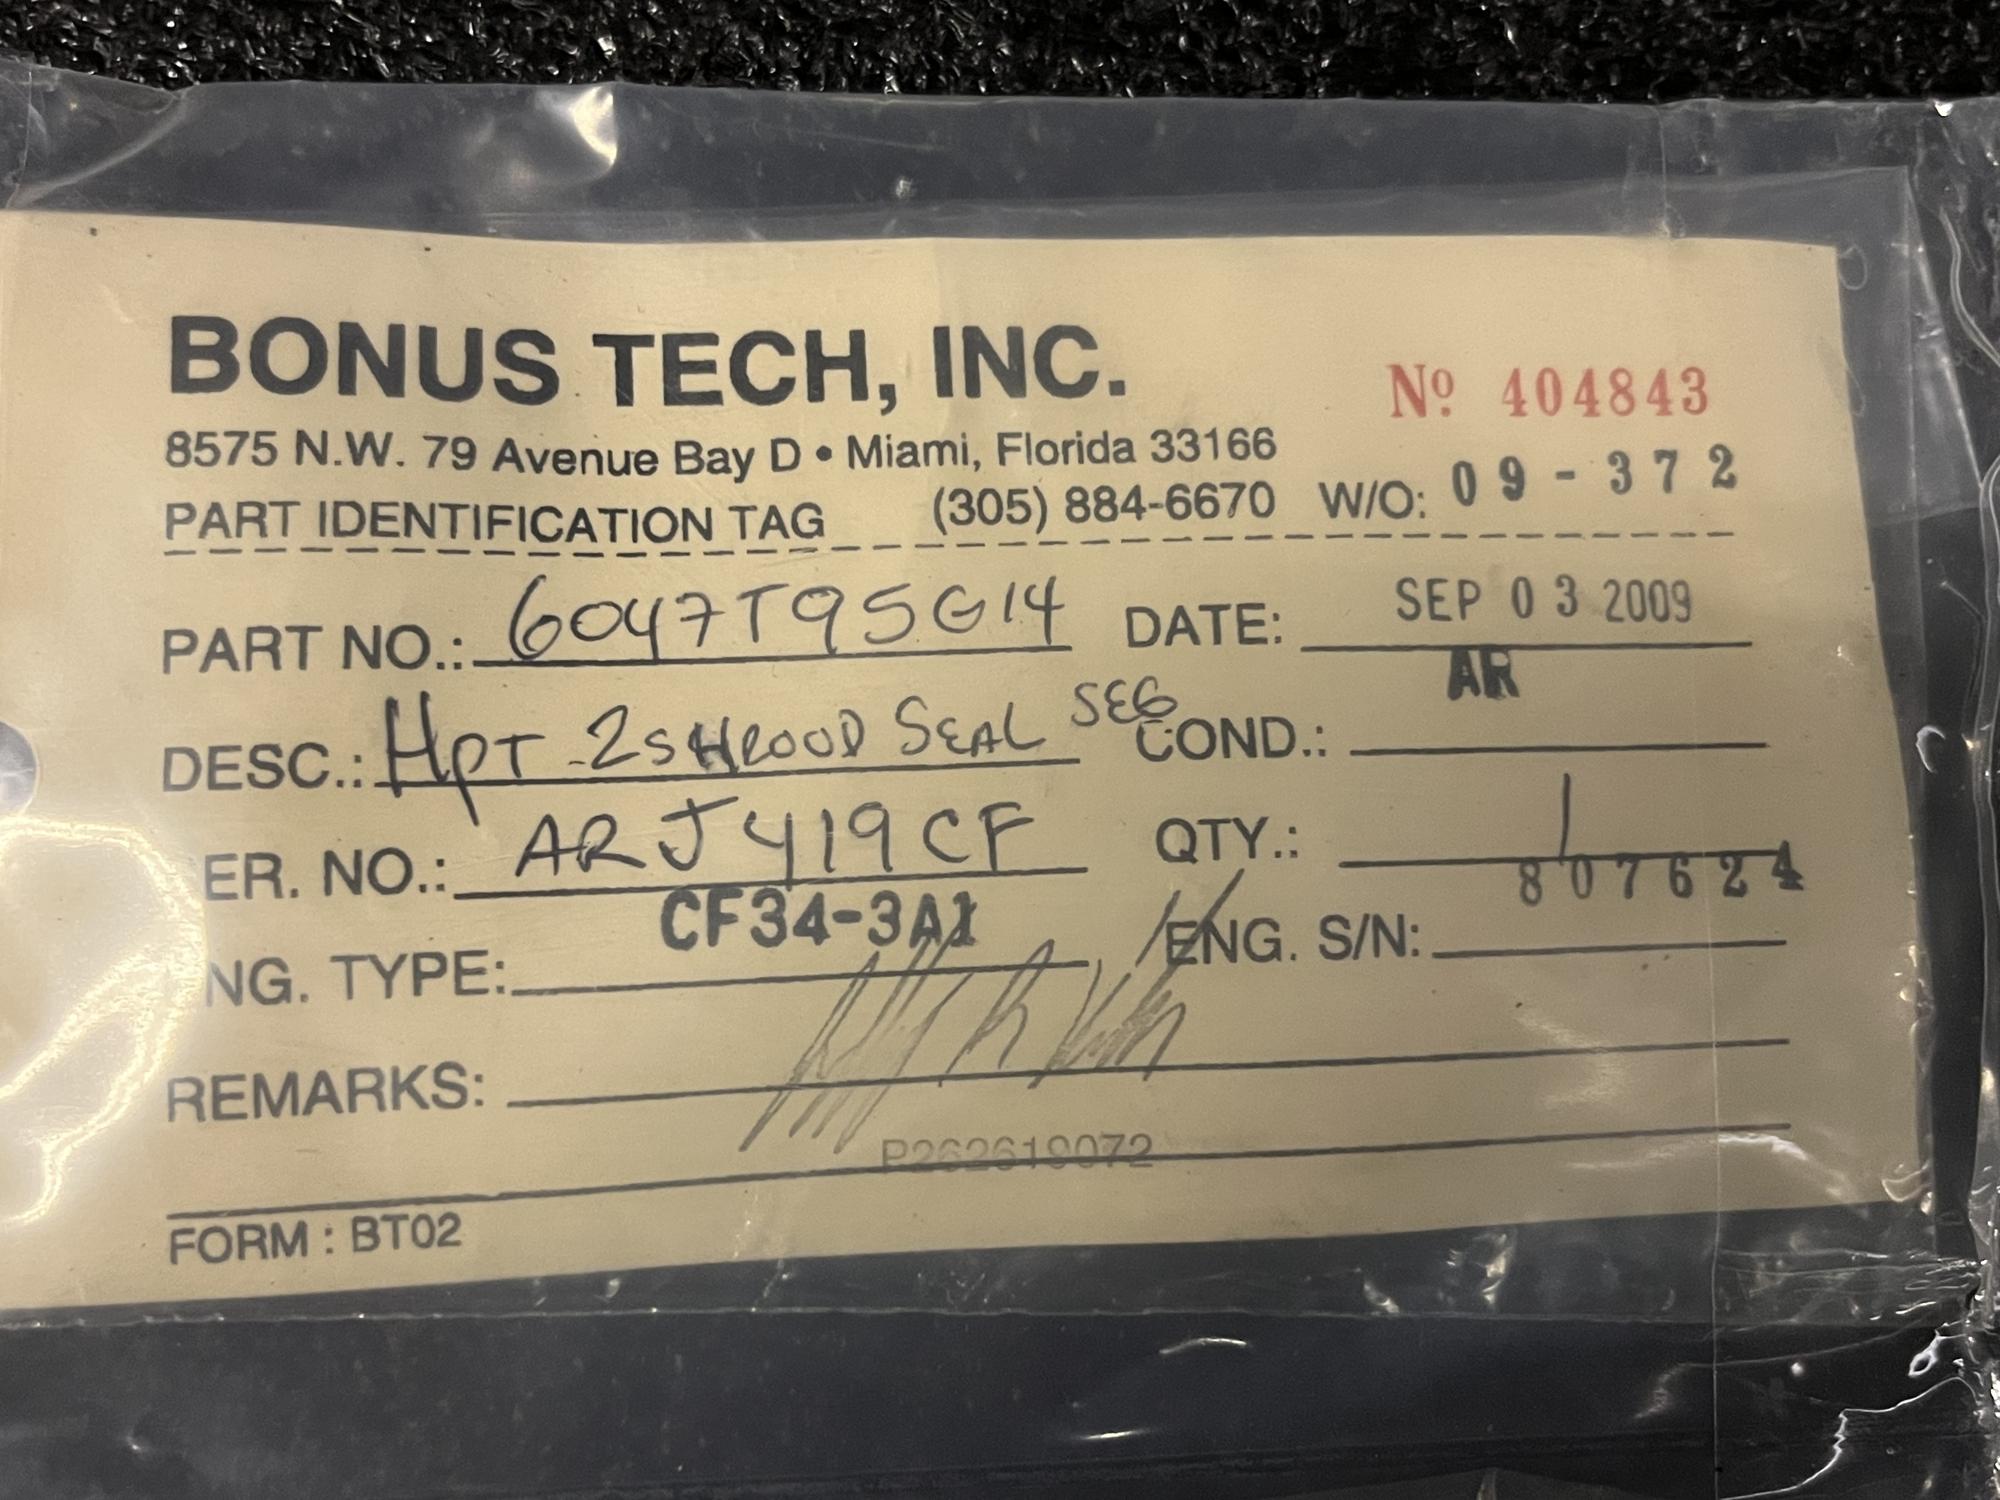 BONUS TECH, INC.
Nº 404843
8575 N.W. 79 Avenue Bay D • Miami, Florida 33166
PART IDENTIFICATION TAG (305) 884-6670 W/O: 09-372
PART NO.: 6047T95G14 DATE: SEP 03 2009
DESC.: HPT 2 SHROUD SEAL SEG COND.: AR
ER. NO.: ARJ419CF QTY.: 1
NG. TYPE: CF34-3A1 ENG. S/N: 807624
REMARKS:
P262619072
FORM : BT02